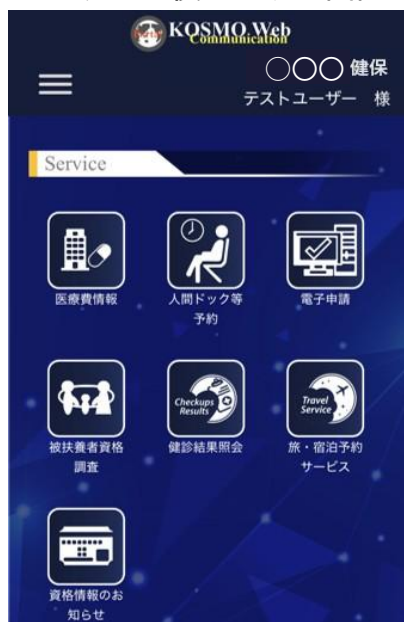 KOSMO Web
Communication
○○○ 健保
テストユーザー 様
Service
医療費情報
人間ドック等
予約
電子申請
被扶養者資格
調査
Checkups
Results
健診結果照会
Travel
Service
旅・宿泊予約
サービス
資格情報のお
知らせ